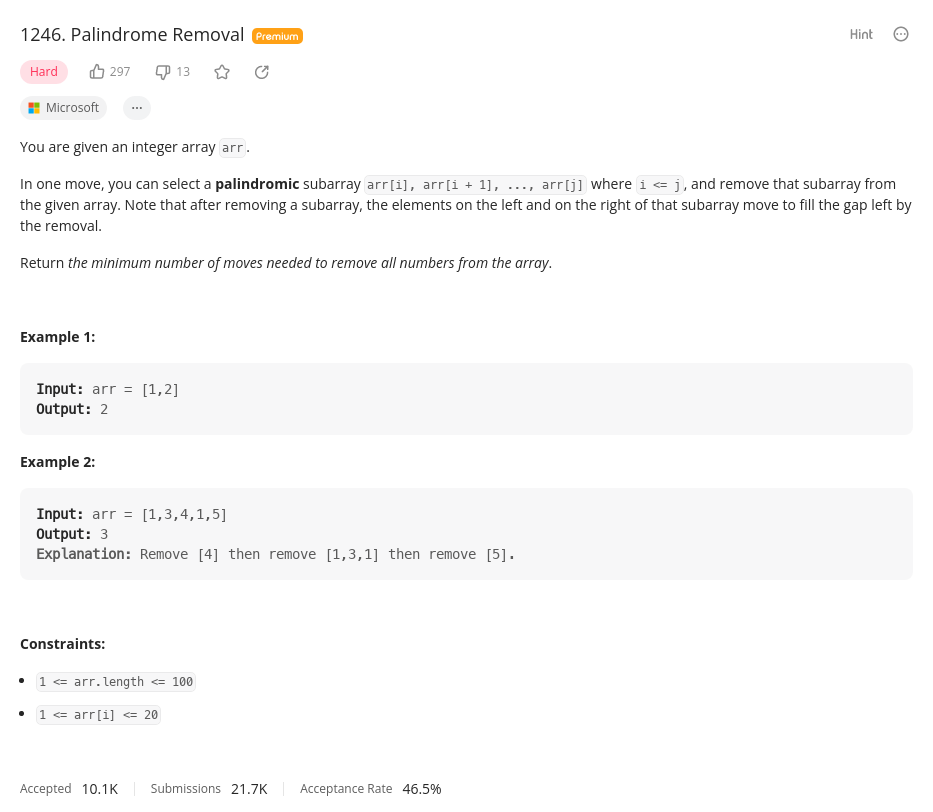 1246. Palindrome Removal Premium Hint
Hard 297 13
Microsoft ...
You are given an integer array arr.
In one move, you can select a palindromic subarray arr[i], arr[i + 1], ..., arr[j] where i <= j, and remove that subarray from
the given array. Note that after removing a subarray, the elements on the left and on the right of that subarray move to fill the gap left by
the removal.
Return the minimum number of moves needed to remove all numbers from the array.
Example 1:
Input: arr = [1,2]
Output: 2
Example 2:
Input: arr = [1,3,4,1,5]
Output: 3
Explanation: Remove [4] then remove [1,3,1] then remove [5].
Constraints:
• 1 <= arr.length <= 100
• 1 <= arr[i] <= 20
Accepted 10.1K Submissions 21.7K Acceptance Rate 46.5%